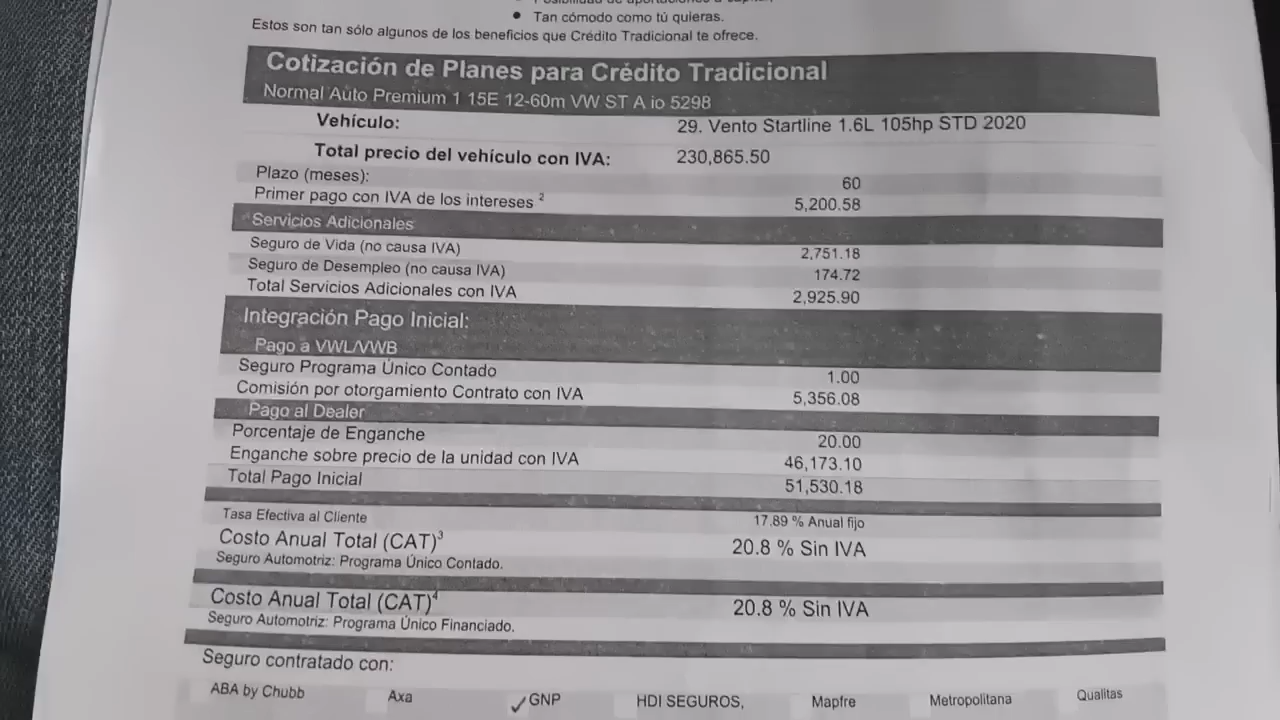 Tan cómodo como tú quieras.
Estos son tan sólo algunos de los beneficios que Crédito Tradicional te ofrece.
Cotización de Planes para Crédito Tradicional
Normal Auto Premium 1 15E 12-60m VW ST A io 5298
Vehículo: 29. Vento Startline 1.6L 105hp STD 2020
Total precio del vehículo con IVA: 230,865.50
Plazo (meses): 60
Primer pago con IVA de los intereses 2 5,200.58
Servicios Adicionales
Seguro de Vida (no causa IVA) 2,751.18
Seguro de Desempleo (no causa IVA) 174.72
Total Servicios Adicionales con IVA 2,925.90
Integración Pago Inicial:
Pago a VWL/VWB
Seguro Programa Único Contado 1.00
Comisión por otorgamiento Contrato con IVA 5,356.08
Pago al Dealer
Porcentaje de Enganche 20.00
Enganche sobre precio de la unidad con IVA 46,173.10
Total Pago Inicial 51,530.18
Tasa Efectiva al Cliente 17.89 % Anual fijo
Costo Anual Total (CAT)3 20.8 % Sin IVA
Seguro Automotriz: Programa Único Contado.
Costo Anual Total (CAT)4 20.8 % Sin IVA
Seguro Automotriz: Programa Único Financiado.
Seguro contratado con:
ABA by Chubb Axa ✓GNP HDI SEGUROS, Mapfre Metropolitana Qualitas